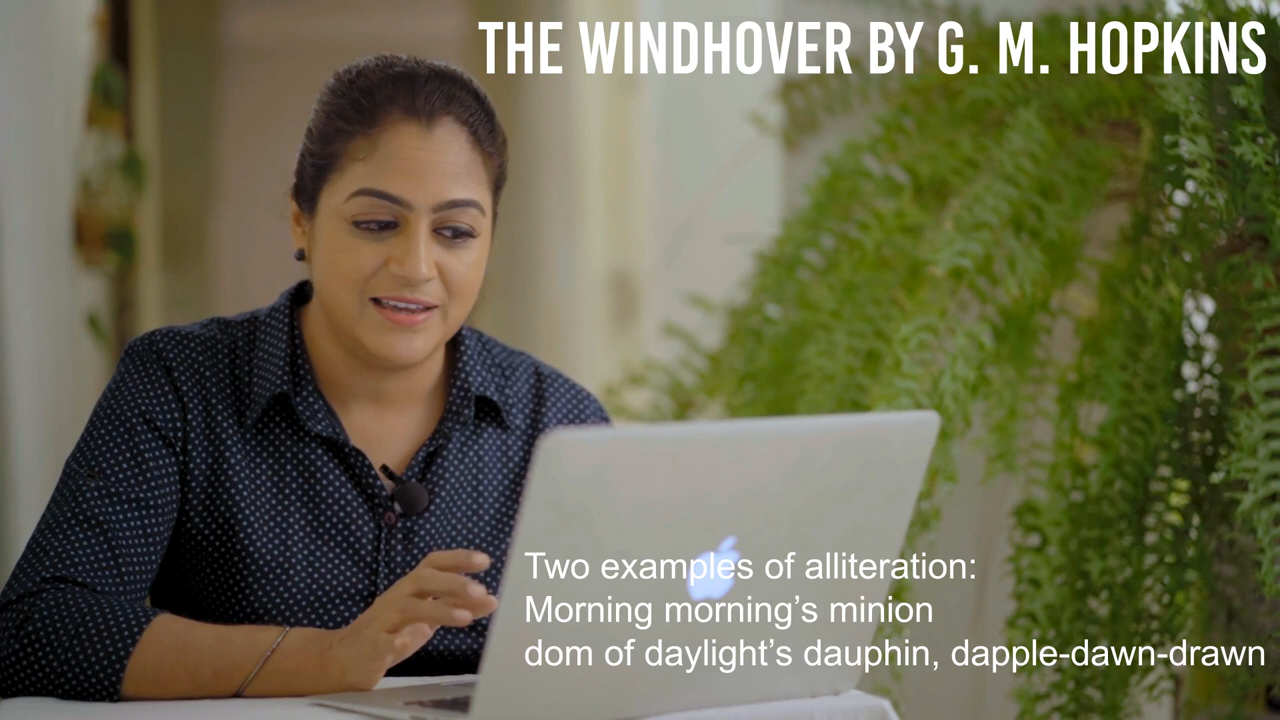 THE WINDHOVER BY G. M. HOPKINS
Two examples of alliteration:
Morning morning’s minion
dom of daylight’s dauphin, dapple-dawn-drawn